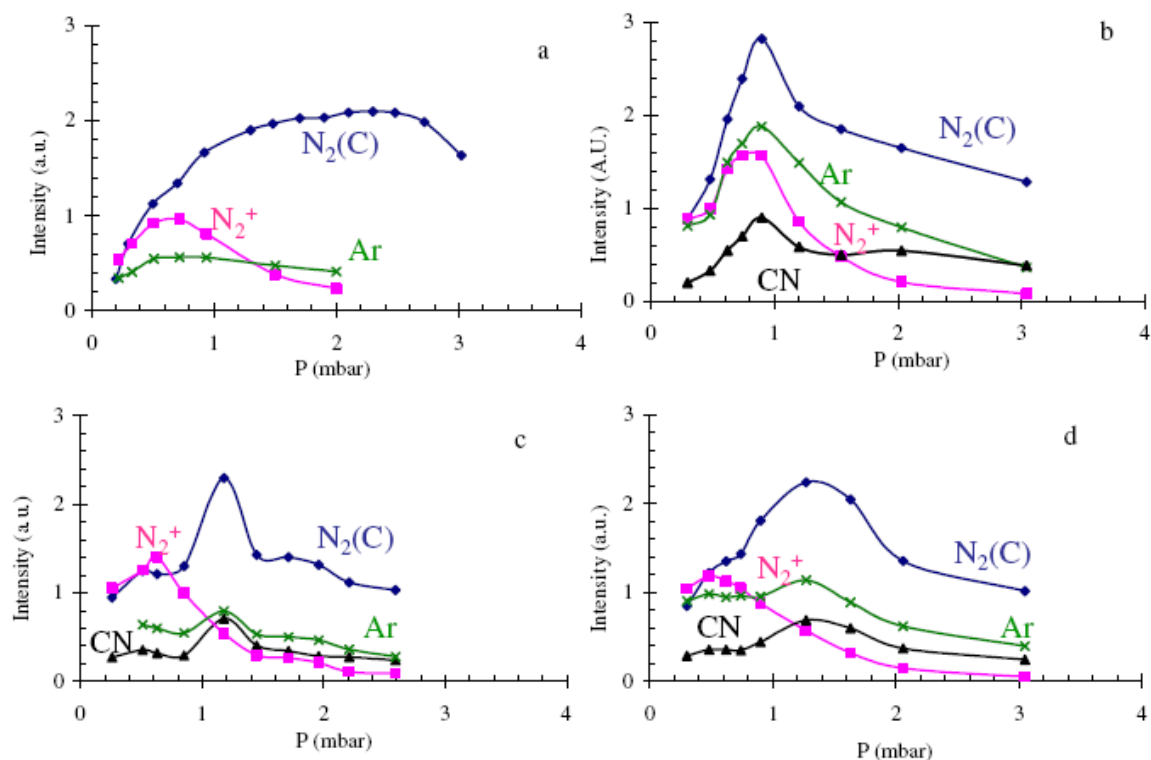 a
3
2
1
0
Intensity (a.u.)
N₂(C)
N₂⁺
Ar
0 1 2 3 4
P (mbar)
b
3
2
1
0
Intensity (A.U.)
N₂(C)
Ar
N₂⁺
CN
0 1 2 3 4
P (mbar)
c
3
2
1
0
Intensity (a.u.)
N₂⁺
N₂(C)
CN
Ar
0 1 2 3 4
P (mbar)
d
3
2
1
0
Intensity (a.u.)
N₂⁺
N₂(C)
CN
Ar
0 1 2 3 4
P (mbar)